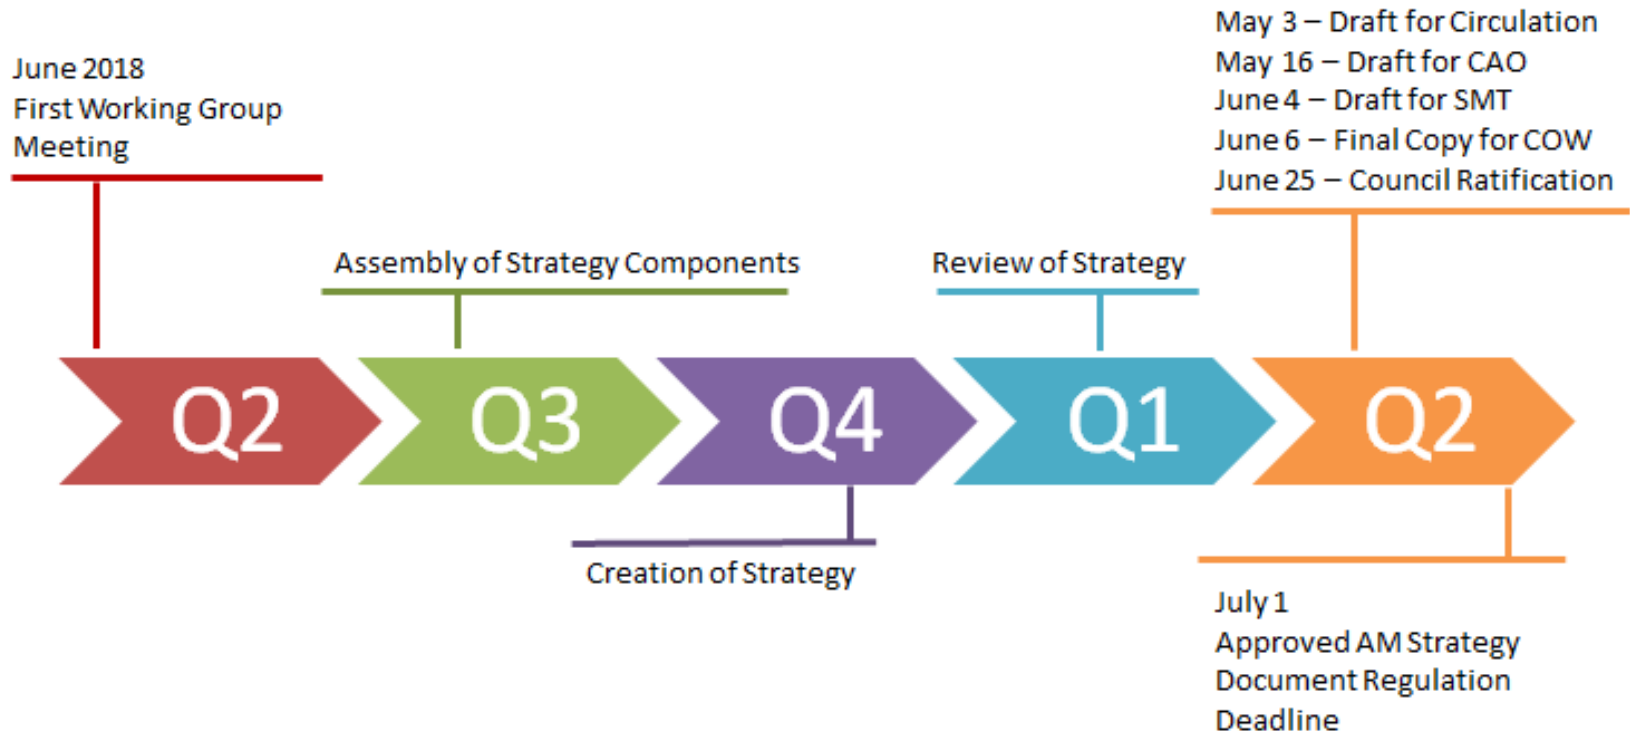 June 2018
First Working Group
Meeting
May 3 – Draft for Circulation
May 16 – Draft for CAO
June 4 – Draft for SMT
June 6 – Final Copy for COW
June 25 – Council Ratification
Assembly of Strategy Components
Review of Strategy
Q2
Q3
Q4
Q1
Q2
Creation of Strategy
July 1
Approved AM Strategy
Document Regulation
Deadline